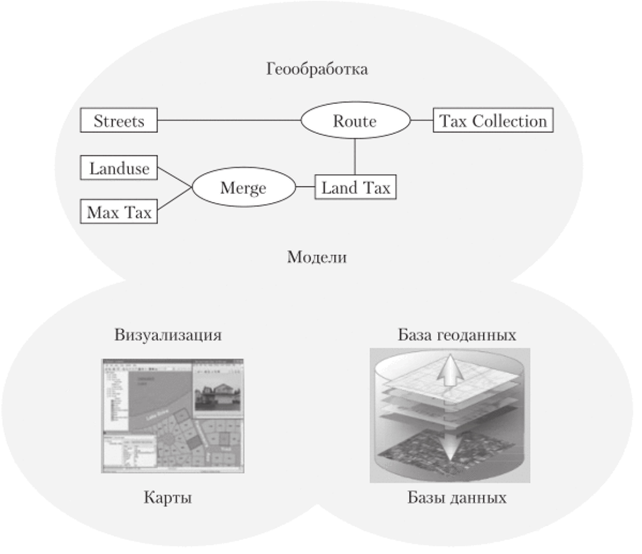 Геообработка
Streets
Route
Tax Collection
Landuse
Merge
Land Tax
Max Tax
Модели
Визуализация
База геоданных
Карты
Базы данных